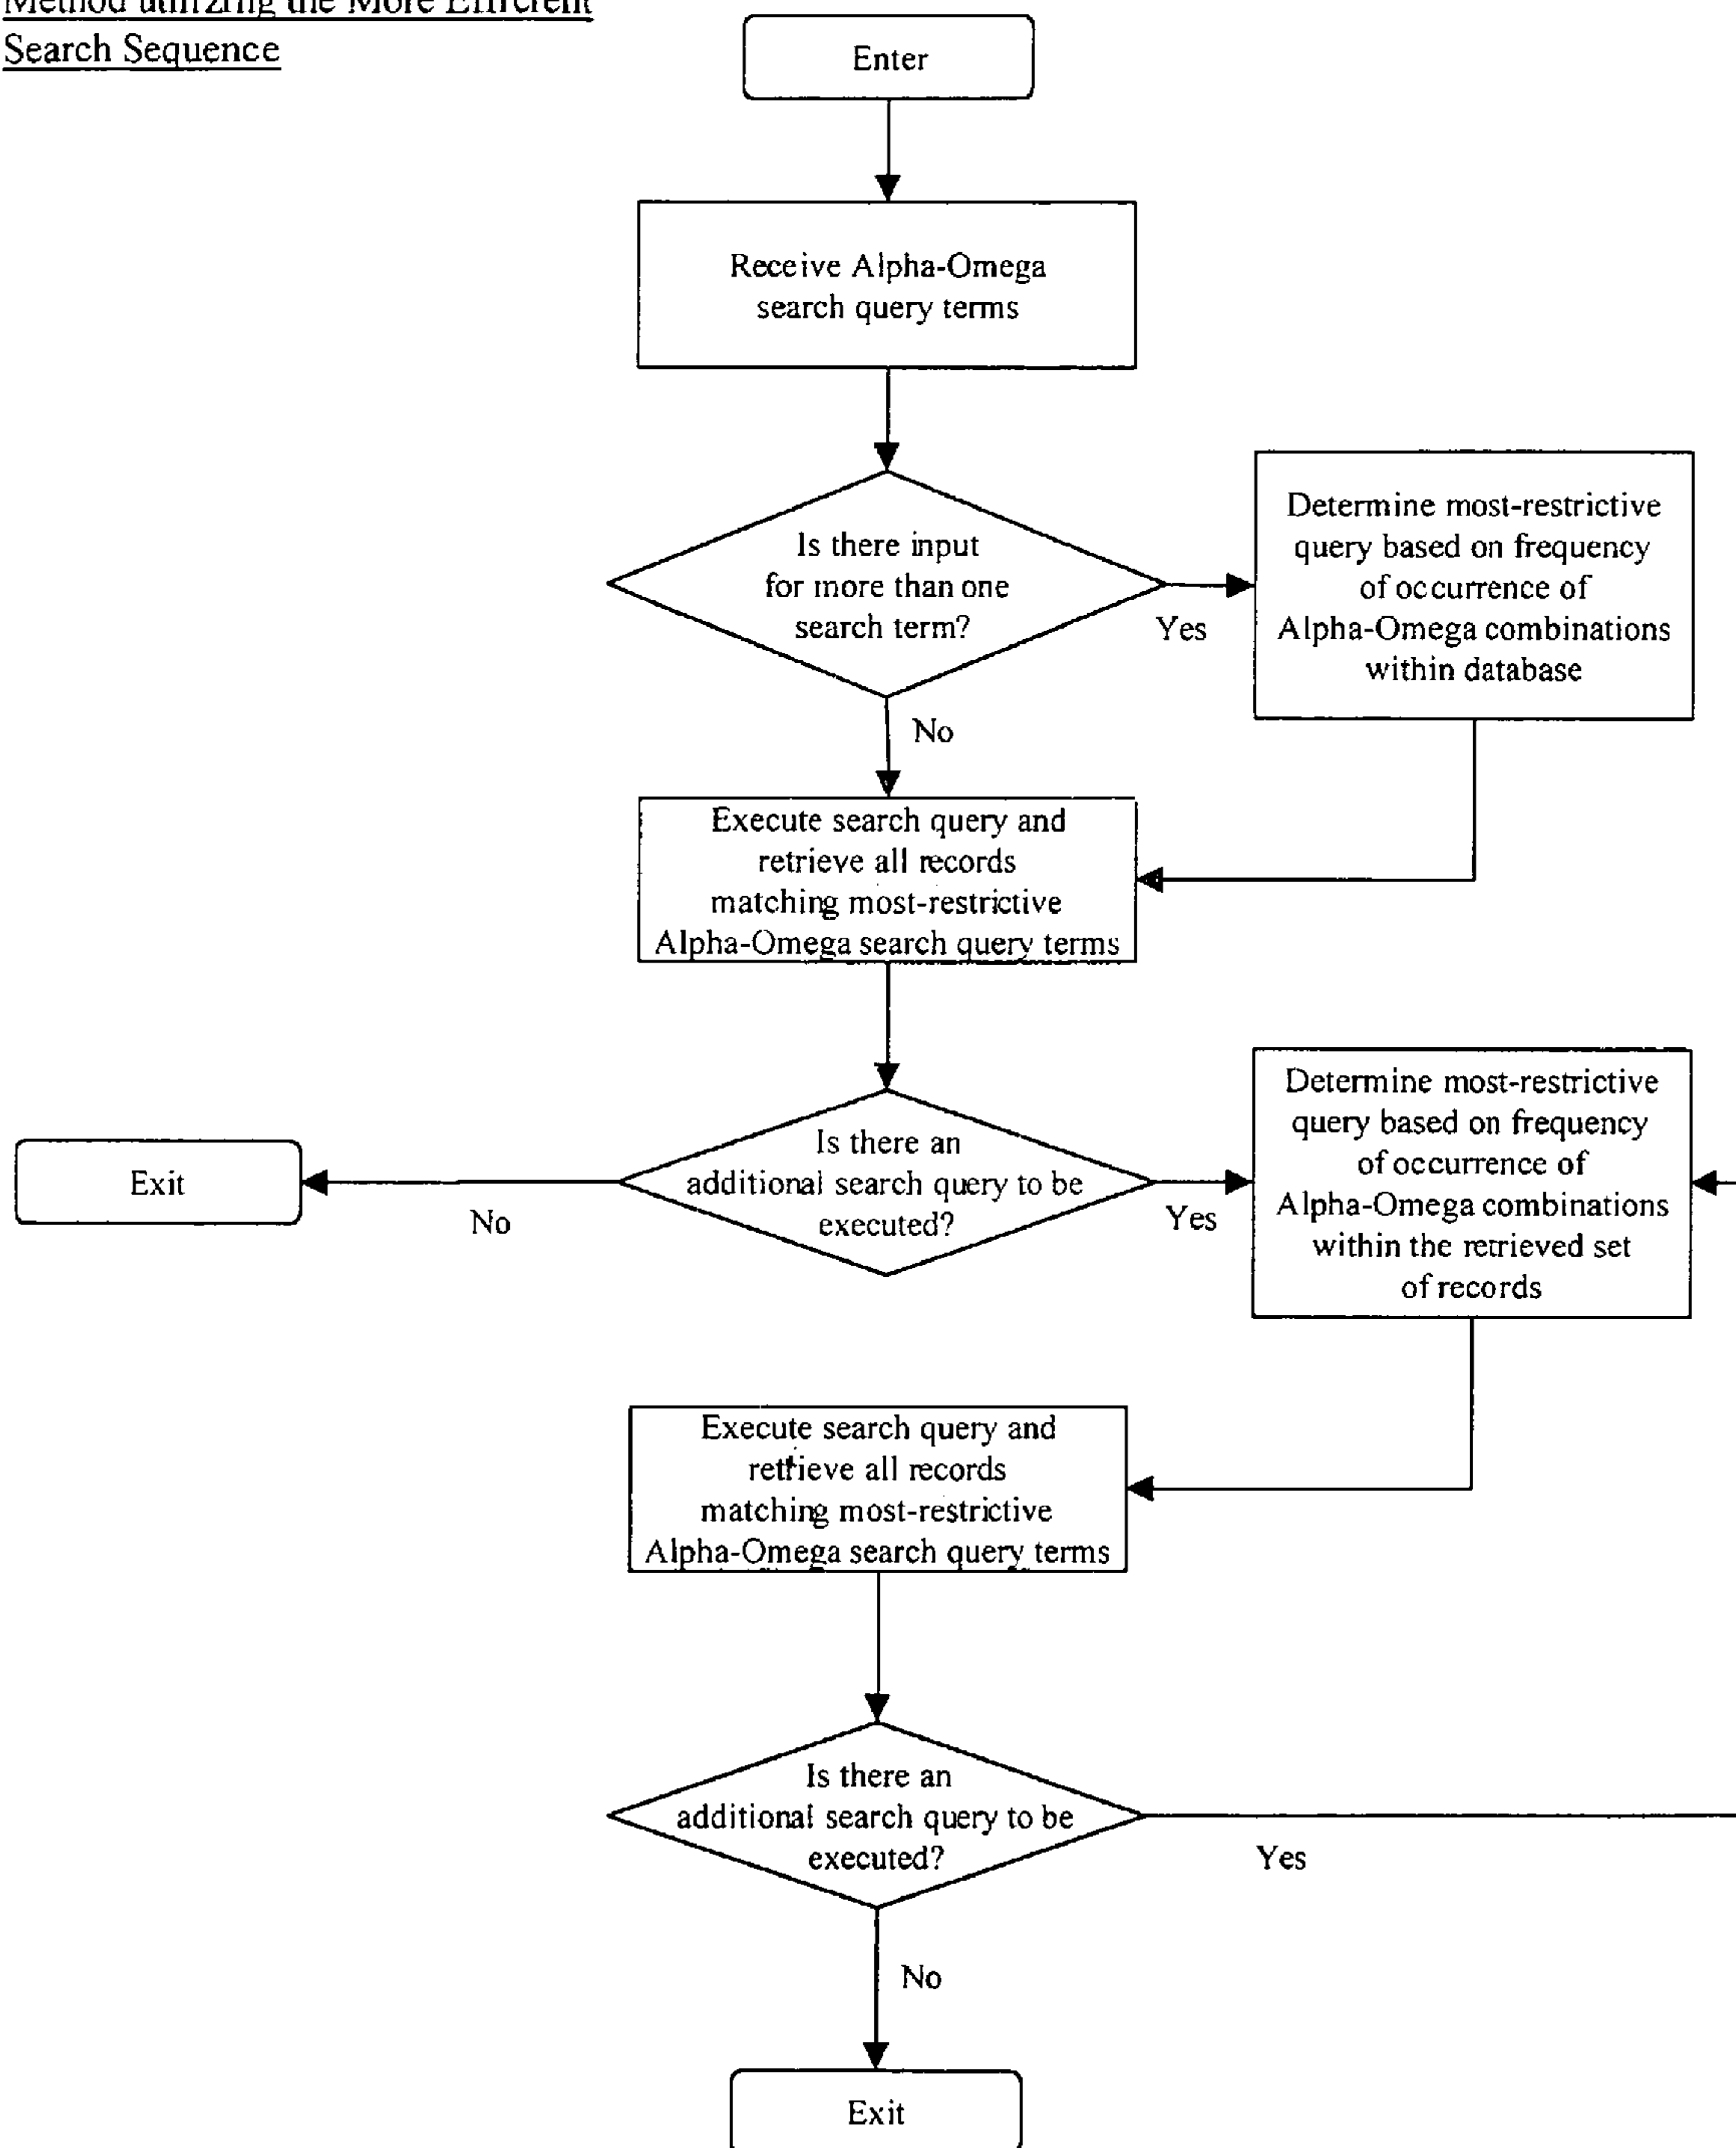 Method utilizing the More Efficient
Search Sequence
Enter
Receive Alpha-Omega
search query terms
Is there input
for more than one
search term?
Yes
Determine most-restrictive
query based on frequency
of occurrence of
Alpha-Omega combinations
within database
No
Execute search query and
retrieve all records
matching most-restrictive
Alpha-Omega search query terms
Is there an
additional search query to be
executed?
Exit
No
Yes
Determine most-restrictive
query based on frequency
of occurrence of
Alpha-Omega combinations
within the retrieved set
of records
Execute search query and
retrieve all records
matching most-restrictive
Alpha-Omega search query terms
Is there an
additional search query to be
executed?
Yes
No
Exit